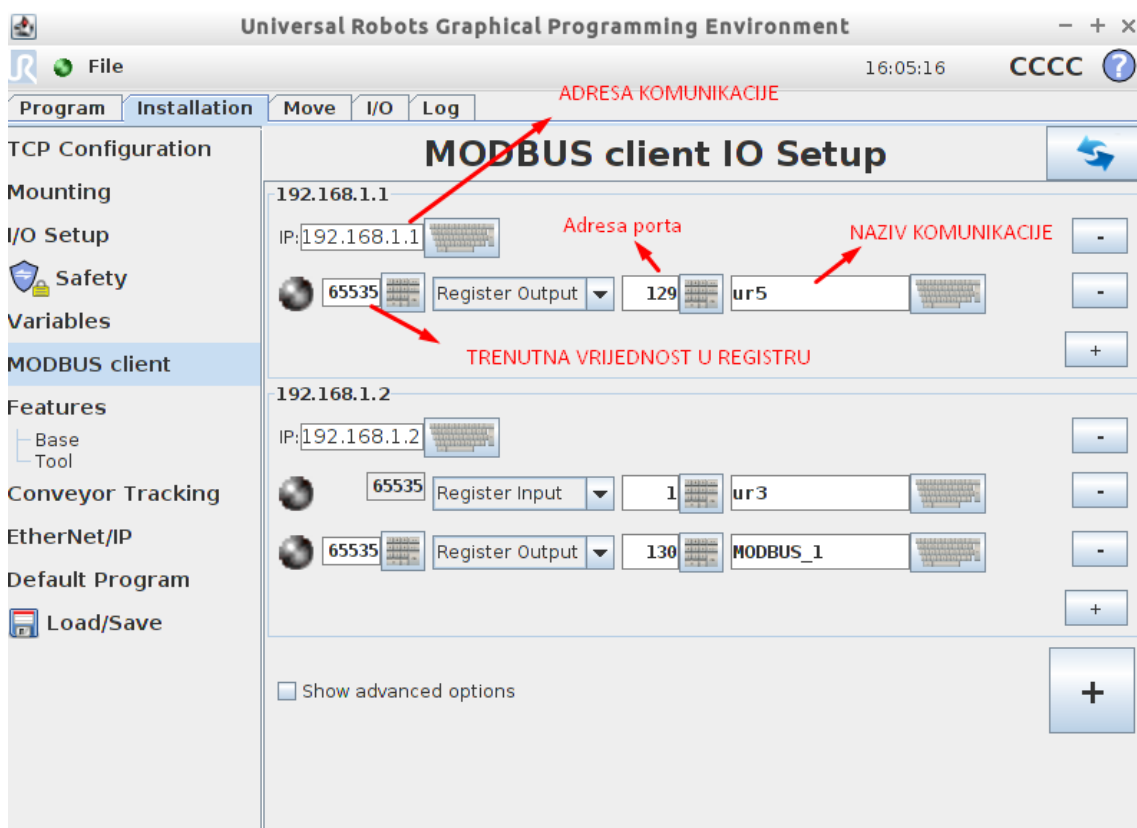 Universal Robots Graphical Programming Environment
File 16:05:16 CCCC ?
Program Installation Move I/O Log
ADRESA KOMUNIKACIJE
TCP Configuration
Mounting
I/O Setup
Safety
Variables
MODBUS client
Features
Base
Tool
Conveyor Tracking
EtherNet/IP
Default Program
Load/Save
MODBUS client IO Setup
192.168.1.1
IP: 192.168.1.1 Adresa porta NAZIV KOMUNIKACIJE -
65535 Register Output 129 ur5 -
TRENUTNA VRIJEDNOST U REGISTRU +
192.168.1.2
IP: 192.168.1.2 -
65535 Register Input 1 ur3 -
65535 Register Output 130 MODBUS_1 -
+
Show advanced options +